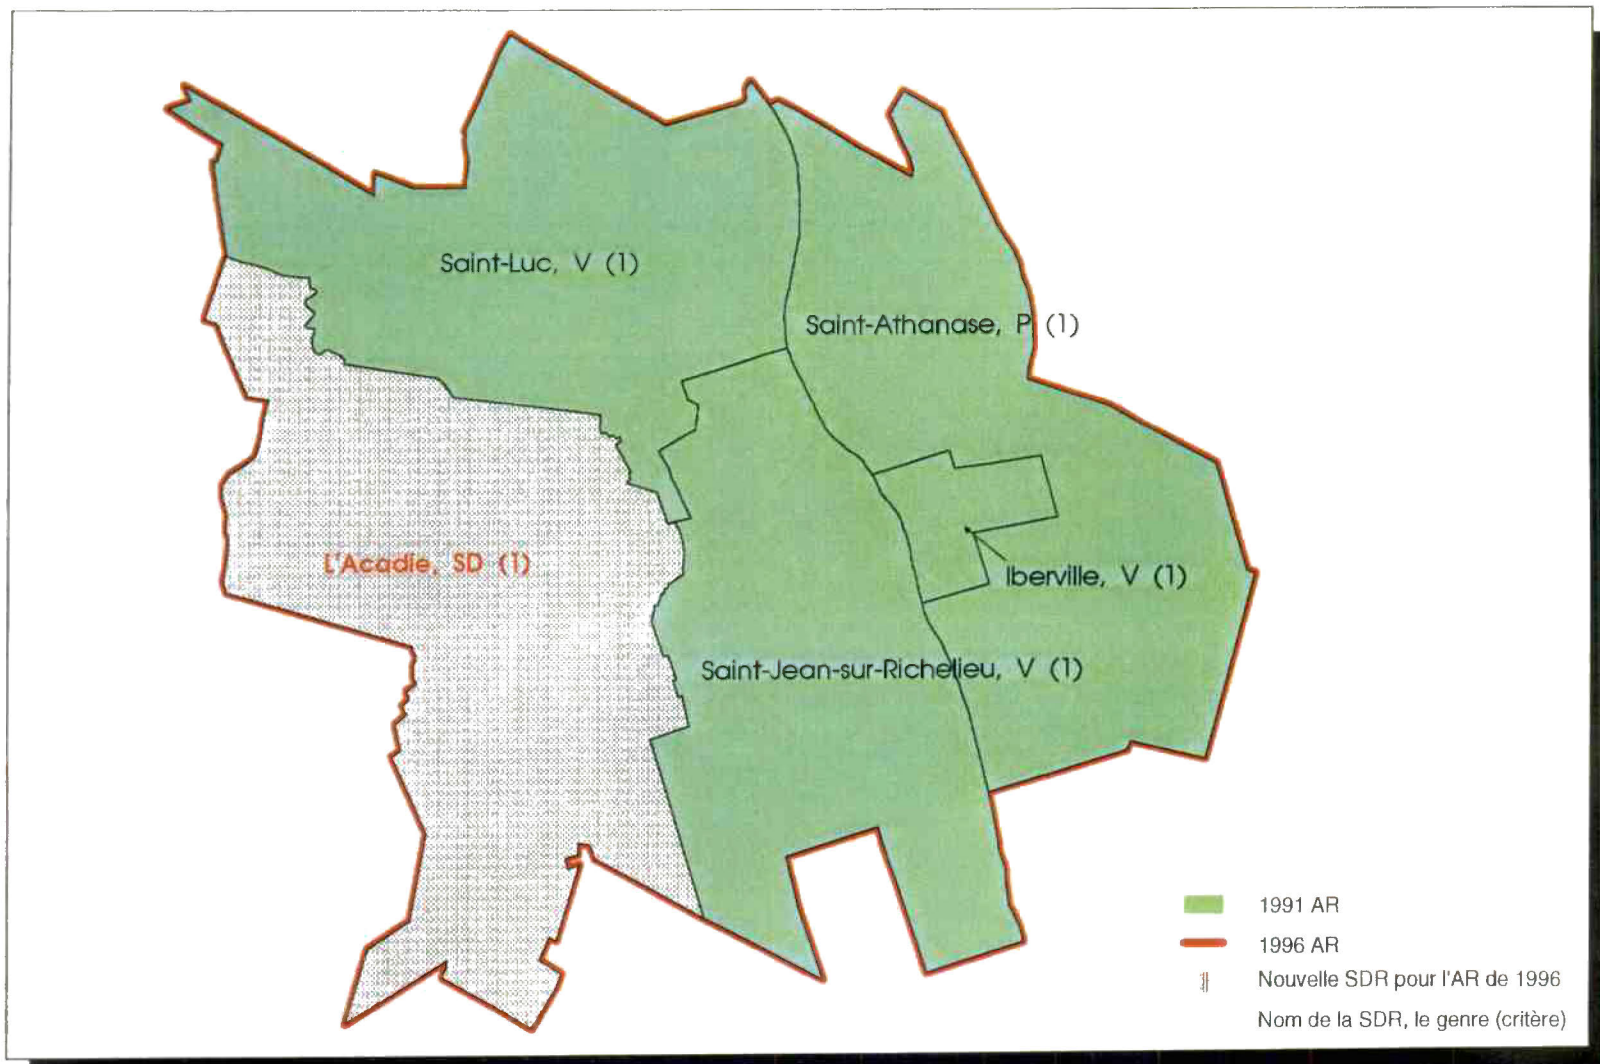 Saint-Luc, V (1)
Saint-Athanase, P (1)
L'Acadie, SD (1)
Iberville, V (1)
Saint-Jean-sur-Richelieu, V (1)
1991 AR
1996 AR
Nouvelle SDR pour l'AR de 1996
Nom de la SDR, le genre (critère)